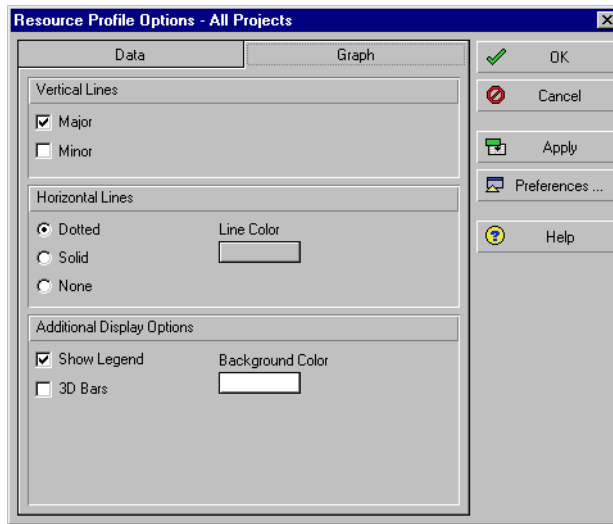 Resource Profile Options - All Projects
Data
Graph
Vertical Lines
Major
Minor
Horizontal Lines
Dotted
Solid
None
Line Color
Additional Display Options
Show Legend
3D Bars
Background Color
OK
Cancel
Apply
Preferences ...
Help